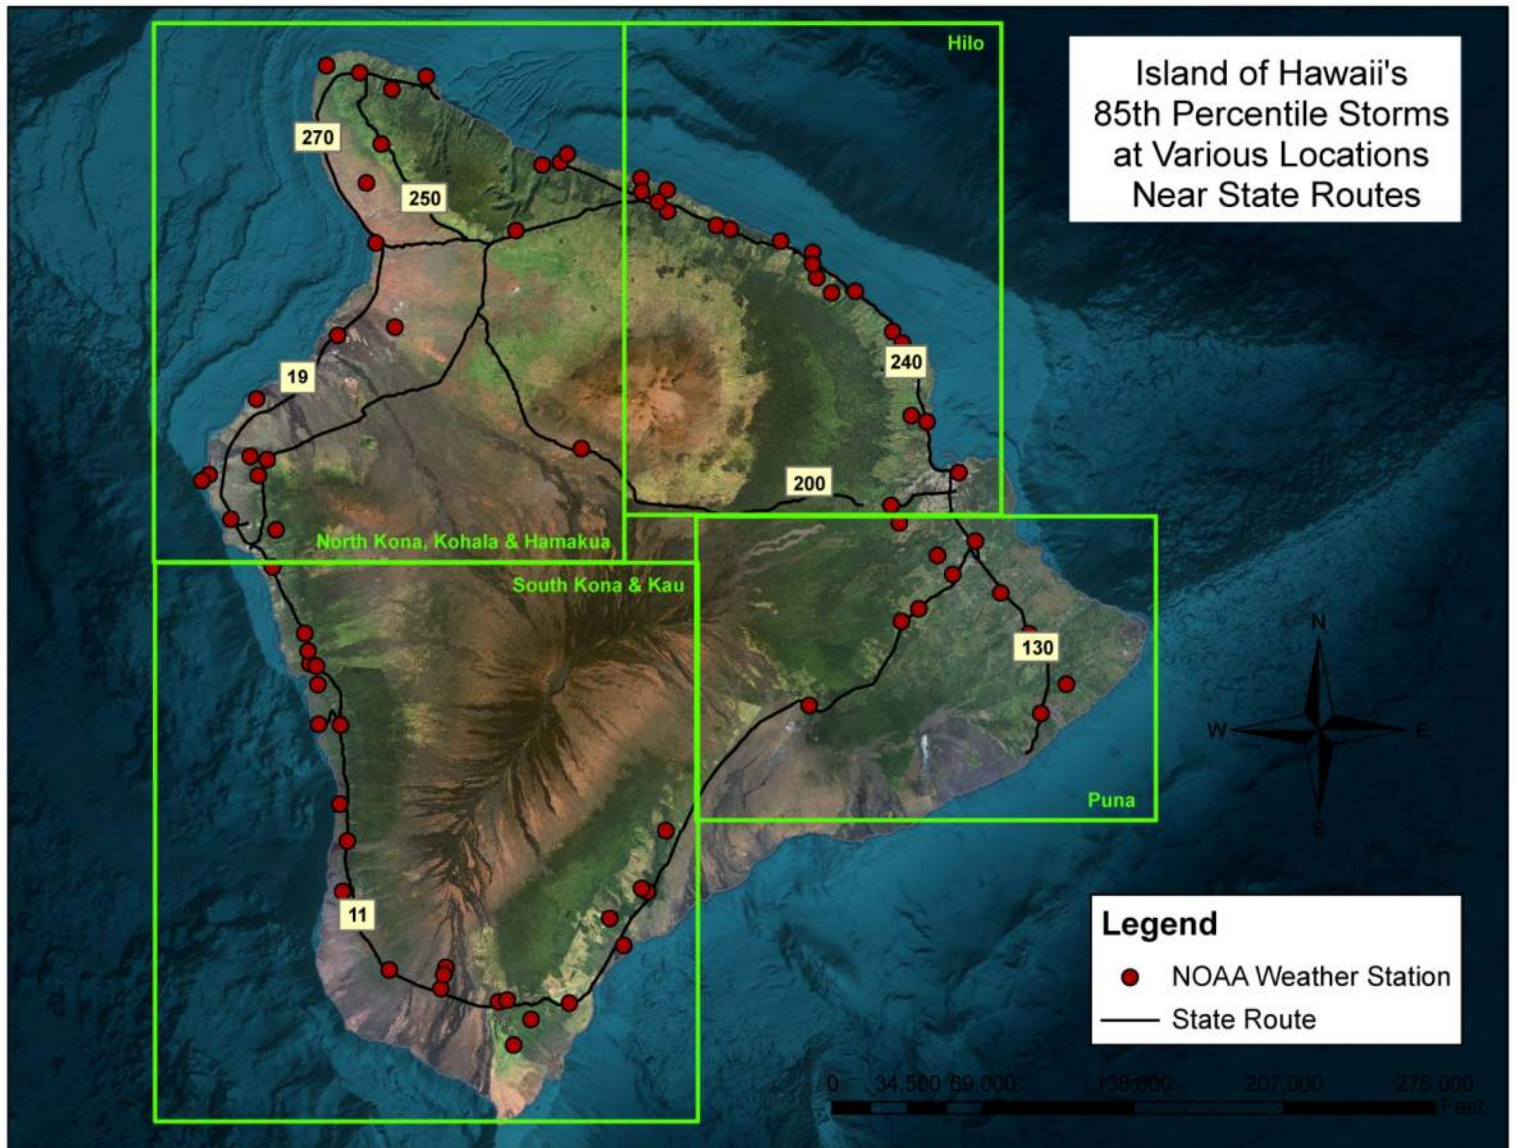 Hilo
Island of Hawaii's
85th Percentile Storms
at Various Locations
Near State Routes
270
250
19
240
200
North Kona, Kohala & Hamakua
South Kona & Kau
130
N
W
E
S
Puna
11
Legend
NOAA Weather Station
State Route
0 34,500 69,000 138,000 207,000 276,000
Feet